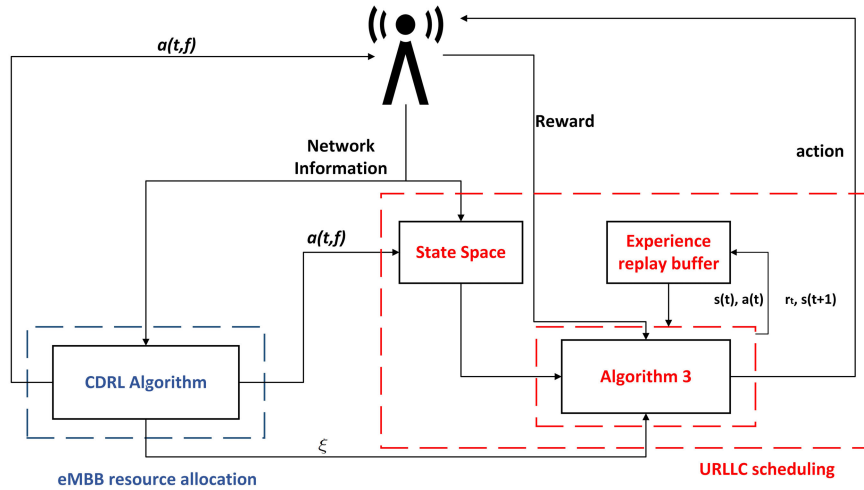 a(t,f)
Reward
Network
Information
action
a(t,f)
State Space
Experience
replay buffer
s(t), a(t)
rₜ, s(t+1)
CDRL Algorithm
Algorithm 3
ξ
eMBB resource allocation
URLLC scheduling